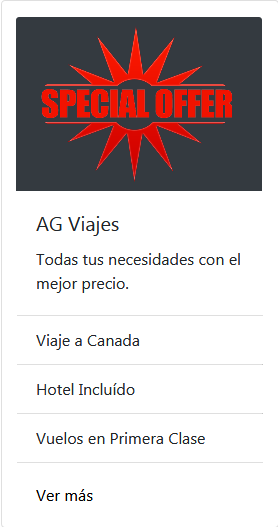 SPECIAL OFFER
AG Viajes
Todas tus necesidades con el
mejor precio.
Viaje a Canada
Hotel Incluído
Vuelos en Primera Clase
Ver más